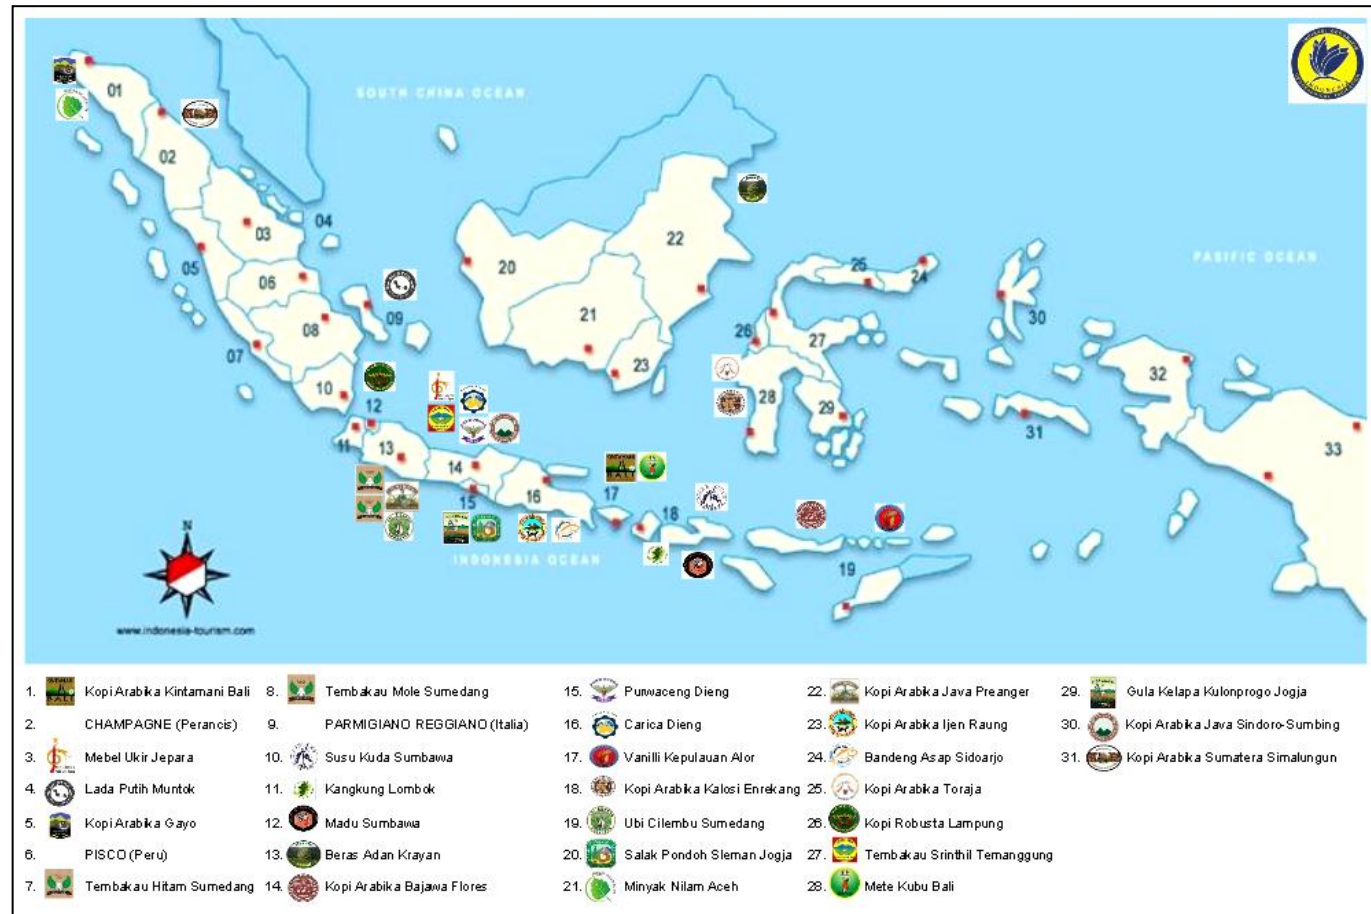 SOUTH CHINA OCEAN
PASIFIC OCEAN
INDONESIA OCEAN
INDONESIA
01
02
03
04
05
06
07
08
09
10
11
12
13
14
15
16
17
18
19
20
21
22
23
24
25
26
27
28
29
30
31
32
33
N
www.indonesia-tourism.com
1. Kopi Arabika Kintamani Bali
2. CHAMPAGNE (Perancis)
3. Mebel Ukir Jepara
4. Lada Putih Muntok
5. Kopi Arabika Gayo
6. PISCO (Peru)
7. Tembakau Hitam Sumedang
8. Tembakau Mole Sumedang
9. PARMIGIANO REGGIANO (Italia)
10. Susu Kuda Sumbawa
11. Kangkung Lombok
12. Madu Sumbawa
13. Beras Adan Krayan
14. Kopi Arabika Bajawa Flores
15. Purwaceng Dieng
16. Carica Dieng
17. Vanilli Kepulauan Alor
18. Kopi Arabika Kalosi Enrekang
19. Ubi Cilembu Sumedang
20. Salak Pondoh Sleman Jogja
21. Minyak Nilam Aceh
22. Kopi Arabika Java Preanger
23. Kopi Arabika Ijen Raung
24. Bandeng Asap Sidoarjo
25. Kopi Arabika Toraja
26. Kopi Robusta Lampung
27. Tembakau Srinthil Temanggung
28. Mete Kubu Bali
29. Gula Kelapa Kulonprogo Jogja
30. Kopi Arabika Java Sindoro-Sumbing
31. Kopi Arabika Sumatera Simalungun